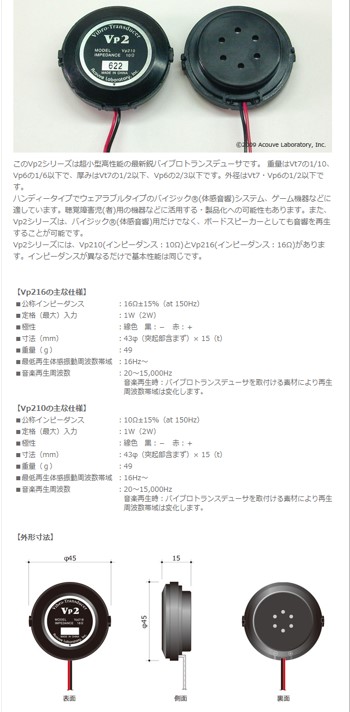 Vibro-Transducer
Vp2
MODEL Vp210
IMPEDANCE 10Ω
622
MADE IN CHINA
Acouve Laboratory, Inc.
©2009 Acouve Laboratory, Inc.
このVp2シリーズは超小型高性能の最新鋭バイブロトランスデューサです。 重量はVt7の1/10、
Vp6の1/6以下で、厚みはVt7の1/2以下、Vp6の2/3以下です。外径はVt7・Vp6の1/2以下で
す。
ハンディータイプでウェアラブルタイプのバイジック®(体感音響)システム、ゲーム機器などに
適しています。聴覚障害児(者)用の機器などに活用する・製品化への可能性もあります。また、
Vp2シリーズは、バイジック®(体感音響)用だけでなく、ボードスピーカーとしても音響を再生
することが可能です。
Vp2シリーズには、Vp210(インピーダンス：10Ω)とVp216(インピーダンス：16Ω)がありま
す。インピーダンスが異なるだけで基本性能は同じです。
【Vp216の主な仕様】
■公称インピーダンス ：16Ω±15%（at 150Hz）
■定格（最大）入力 ：1W（2W）
■極性 ：線色 黒：− 赤：+
■寸法（mm） ：43φ（突起部含まず）× 15（t）
■重量（g） ：49
■最低再生体感振動周波数帯域 ：16Hz〜
■音楽再生周波数 ：20〜15,000Hz
音楽再生時：バイブロトランスデューサを取付ける素材により再生
周波数帯域は変化します。
【Vp210の主な仕様】
■公称インピーダンス ：10Ω±15%（at 150Hz）
■定格（最大）入力 ：1W（2W）
■極性 ：線色 黒：− 赤：+
■寸法（mm） ：43φ（突起部含まず）× 15（t）
■重量（g） ：49
■最低再生体感振動周波数帯域 ：16Hz〜
■音楽再生周波数 ：20〜15,000Hz
音楽再生時：バイブロトランスデューサを取付ける素材により再生
周波数帯域は変化します。
【外形寸法】
φ45 15
φ45
Vibro-Transducer
Vp2
表面 側面 裏面